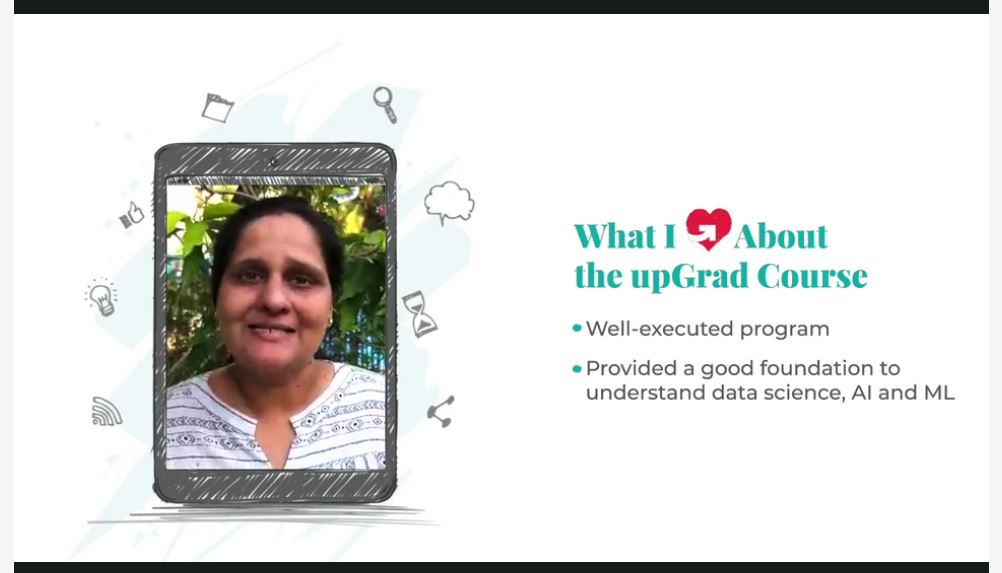 What I About
the upGrad Course
Well-executed program
Provided a good foundation to
understand data science, AI and ML